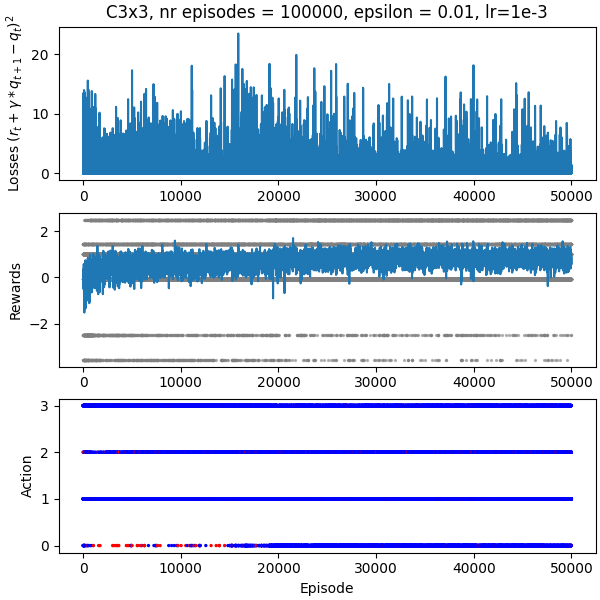 C3x3, nr episodes = 100000, epsilon = 0.01, lr=1e-3
Losses $(r_t + \gamma * q_{t+1} - q_t)^2$
20
10
0
0 10000 20000 30000 40000 50000
Rewards
2
0
−2
0 10000 20000 30000 40000 50000
Action
3
2
1
0
0 10000 20000 30000 40000 50000
Episode